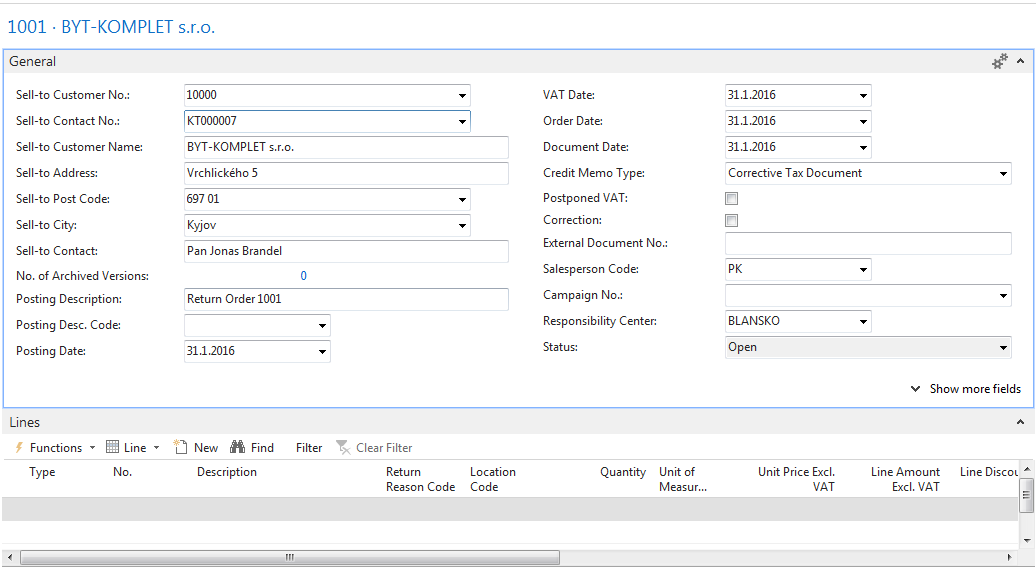 1001 · BYT-KOMPLET s.r.o.
General
Sell-to Customer No.: 10000
Sell-to Contact No.: KT000007
Sell-to Customer Name: BYT-KOMPLET s.r.o.
Sell-to Address: Vrchlického 5
Sell-to Post Code: 697 01
Sell-to City: Kyjov
Sell-to Contact: Pan Jonas Brandel
No. of Archived Versions: 0
Posting Description: Return Order 1001
Posting Desc. Code:
Posting Date: 31.1.2016
VAT Date: 31.1.2016
Order Date: 31.1.2016
Document Date: 31.1.2016
Credit Memo Type: Corrective Tax Document
Postponed VAT:
Correction:
External Document No.:
Salesperson Code: PK
Campaign No.:
Responsibility Center: BLANSKO
Status: Open
Show more fields
Lines
Functions Line New Find Filter Clear Filter
Type No. Description Return Reason Code Location Code Quantity Unit of Measur... Unit Price Excl. VAT Line Amount Excl. VAT Line Discou